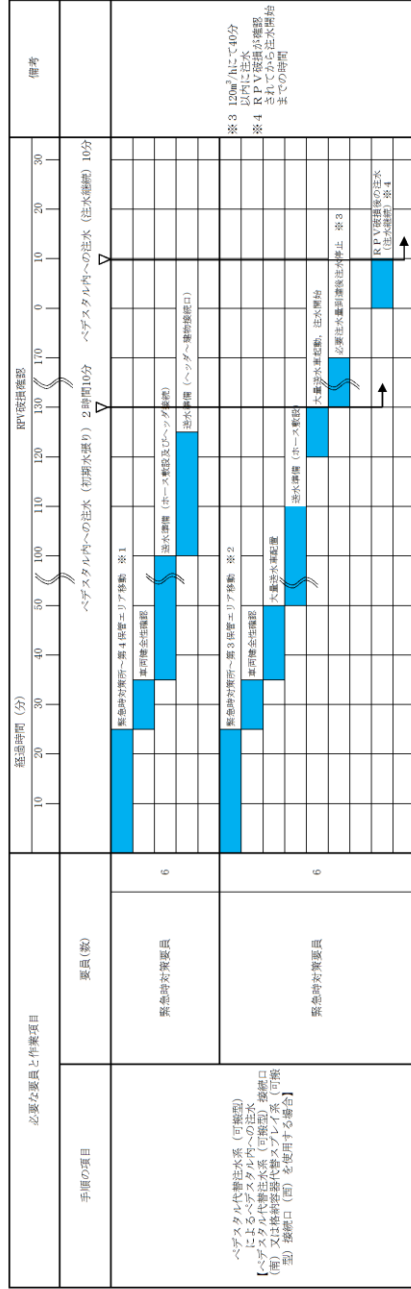 必要な要員と作業項目
経過時間（分）
備考
手順の項目
要員(数)
10 20 30 40 50 100 110 120 130 170 0 10 20 30
RPV破損確認
ペデスタル内への注水（初期水張り） 2時間10分
ペデスタル内への注水（注水継続） 10分
ペデスタル代替注水系（可搬型）
によるペデスタル内への注水
【ペデスタル代替注水系（可搬型）接続口
（南）又は格納容器代替スプレイ系（可搬
型）接続口（西）を使用する場合】
緊急時対策要員
6
緊急時対策所～第4保管エリア移動 ※1
車両健全性確認
送水準備（ホース敷設及びヘッダ接続）
送水準備（ヘッダ～建物接続口）
緊急時対策要員
6
緊急時対策所～第3保管エリア移動 ※2
車両健全性確認
大量送水車配置
送水準備（ホース敷設）
大量送水車起動，注水開始
必要注水量到達後注水停止 ※3
RPV破損後の注水
（注水継続）※4
※3 120m³/hにて40分
以内に注水
※4 RPV破損が確認
されてから注水開始
までの時間